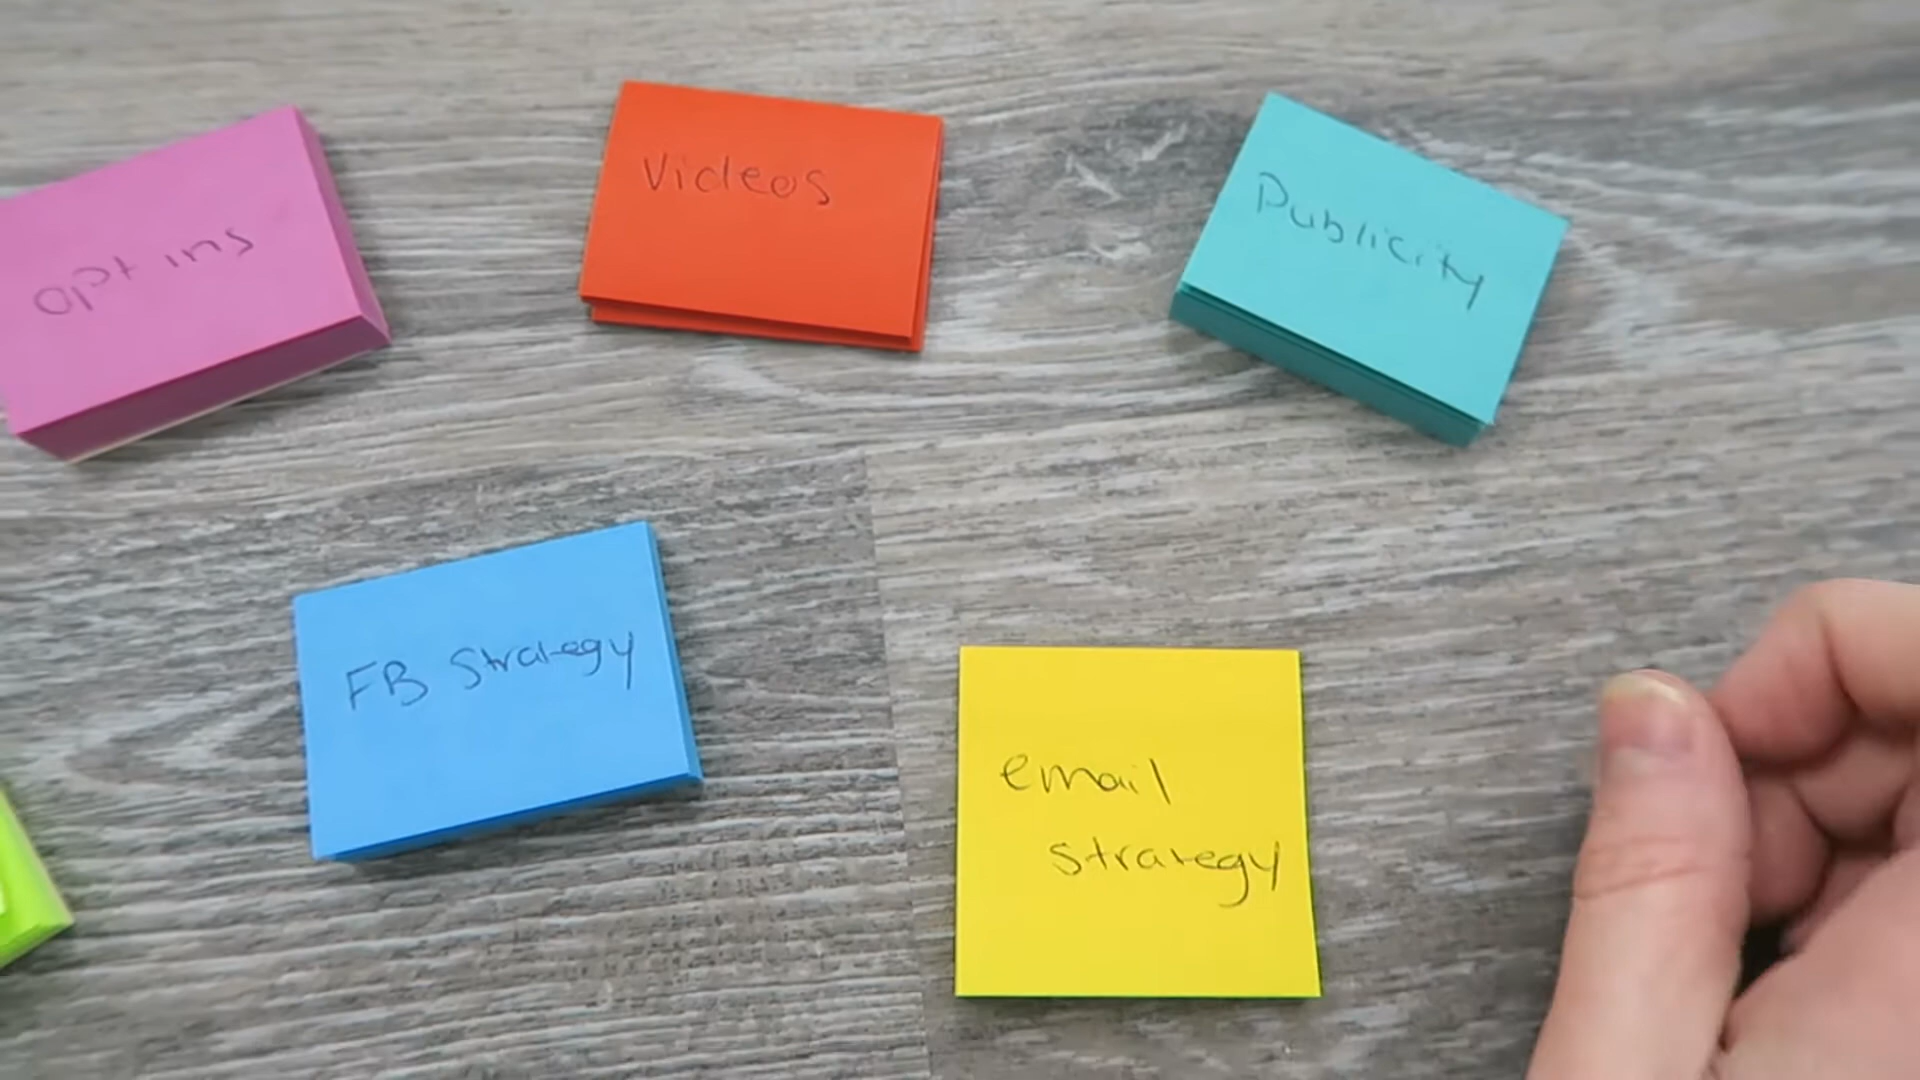 opt ins
Videos
Publicity
FB Strategy
email
strategy